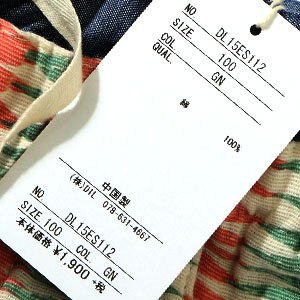 NO DL15ES112
SIZE 100
COL GN
QUAL
綿 100%
中国製
(株)DIL 078-631-4667
NO DL15ES112
SIZE 100 COL GN
本体価格 ¥1,900 +税